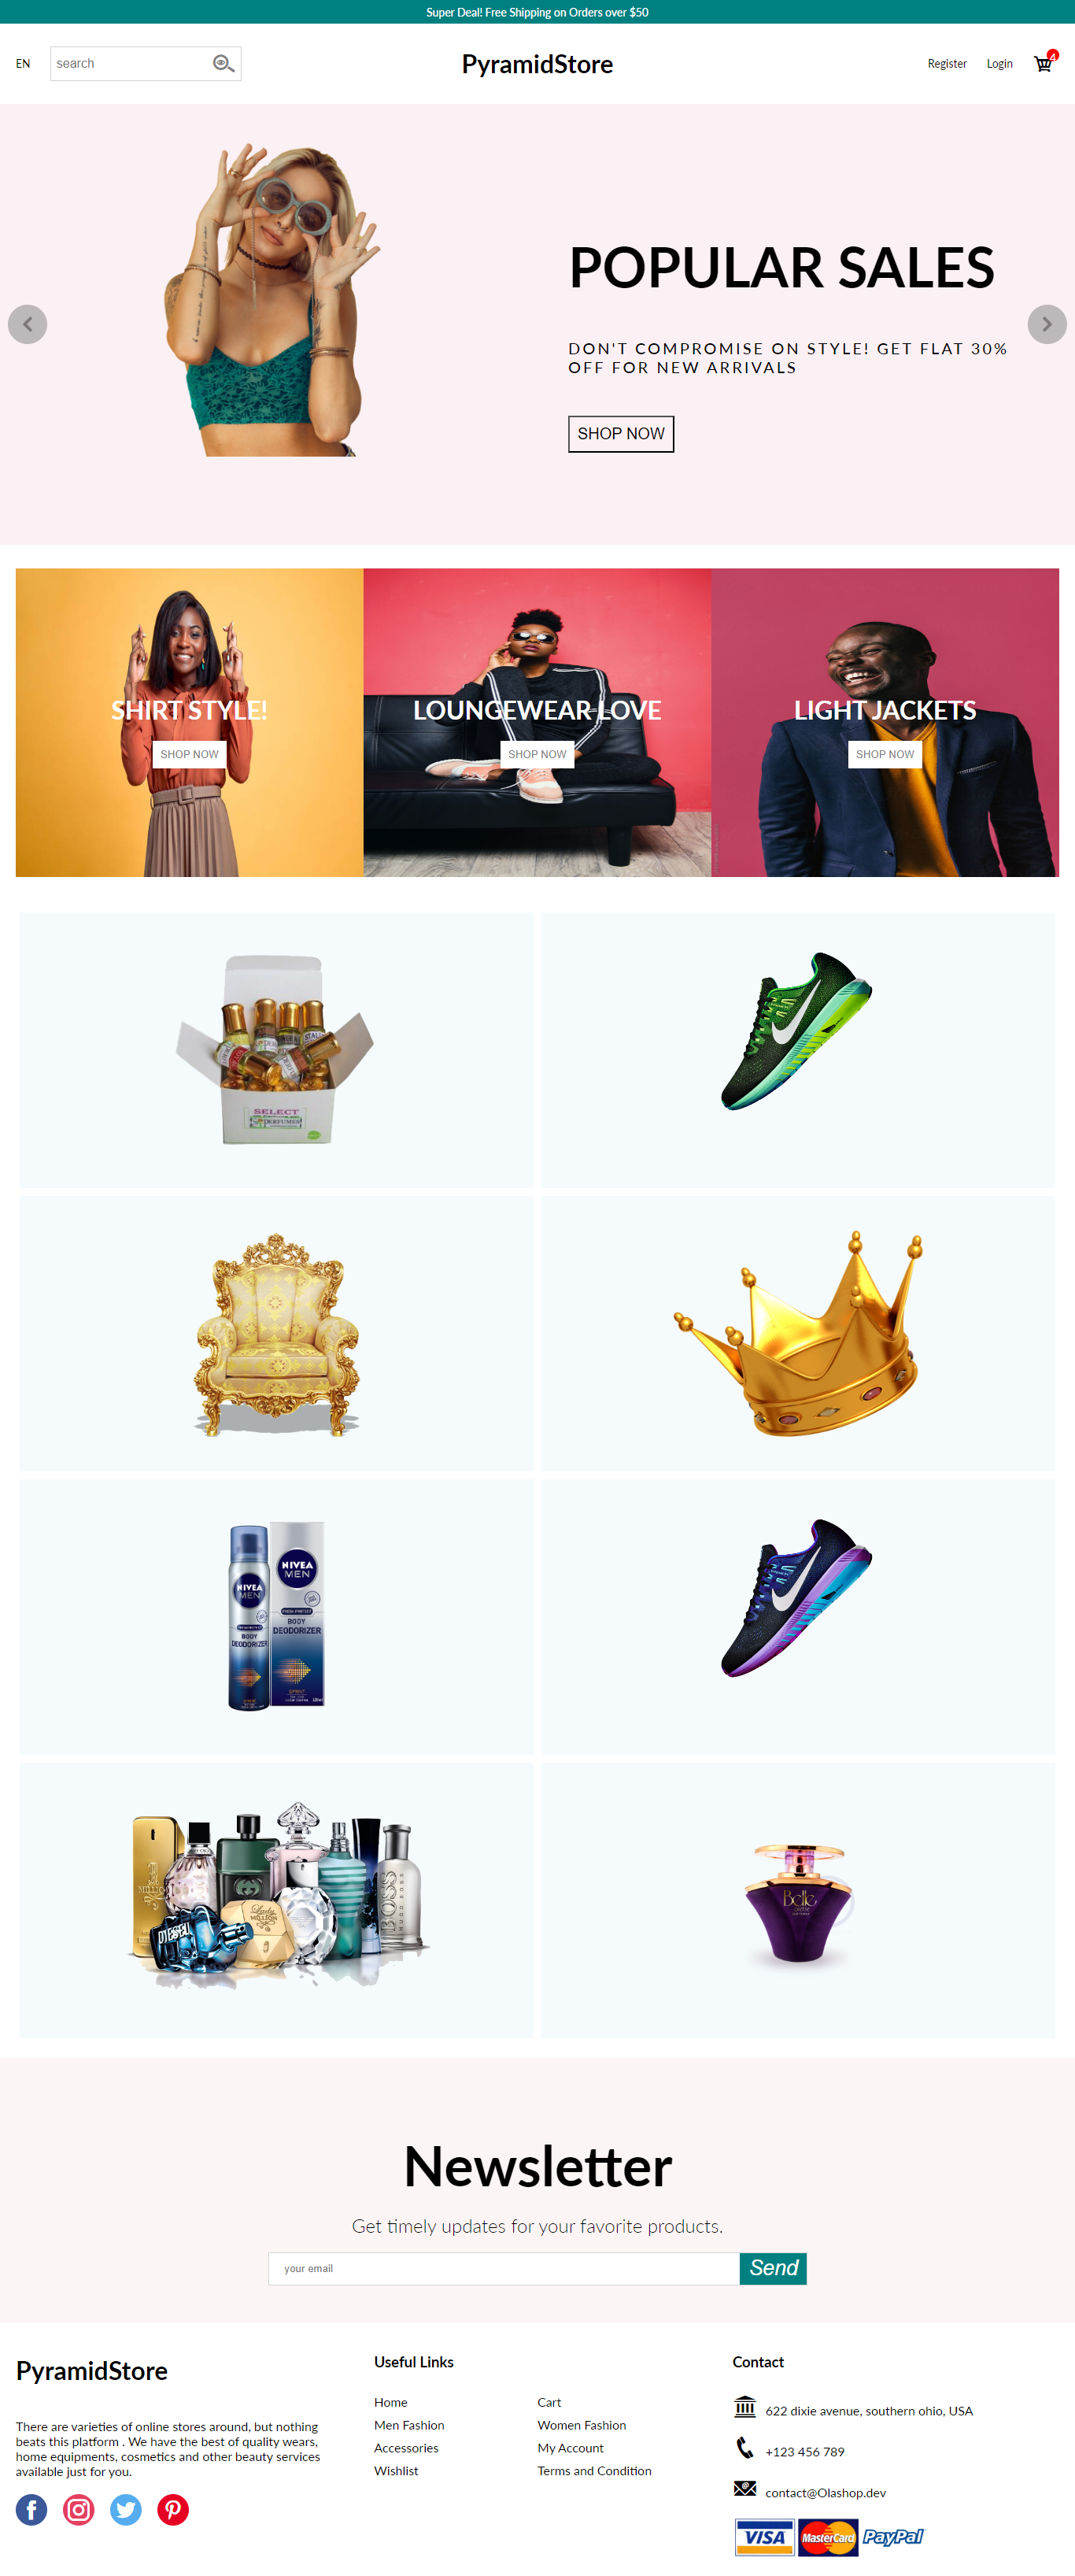 Super Deal! Free Shipping on Orders over $50
EN
search
PyramidStore
Register
Login
4
POPULAR SALES
DON'T COMPROMISE ON STYLE! GET FLAT 30%
OFF FOR NEW ARRIVALS
SHOP NOW
SHIRT STYLE!
SHOP NOW
LOUNGEWEAR LOVE
SHOP NOW
LIGHT JACKETS
SHOP NOW
SELECT
PERFUMES
NIVEA
MEN
BODY
DEODORIZER
NIVEA
MEN
BODY
DEODORIZER
DIESEL
Lady
MILLION
BOSS
HUGO BOSS
Belle
Newsletter
Get timely updates for your favorite products.
your email
Send
PyramidStore
There are varieties of online stores around, but nothing
beats this platform . We have the best of quality wears,
home equipments, cosmetics and other beauty services
available just for you.
Useful Links
Home
Cart
Men Fashion
Women Fashion
Accessories
My Account
Wishlist
Terms and Condition
Contact
622 dixie avenue, southern ohio, USA
+123 456 789
contact@Olashop.dev
VISA
MasterCard
PayPal